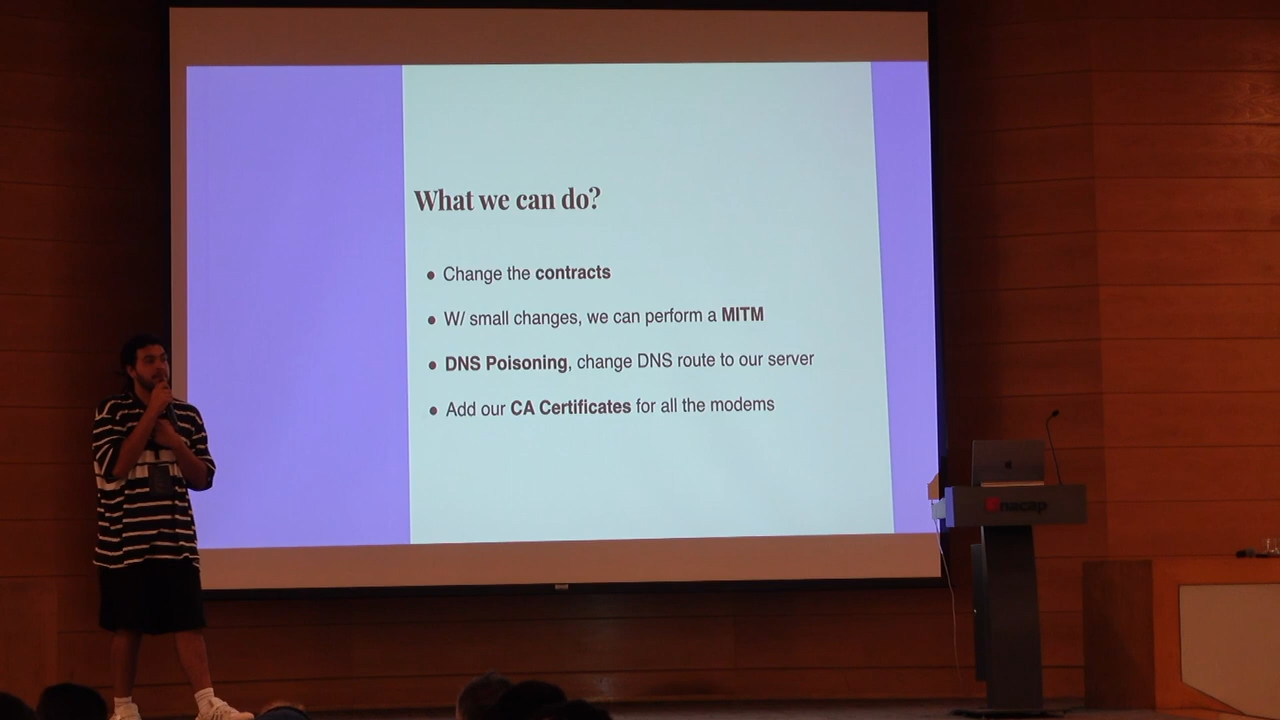 What we can do?
● Change the contracts
● W/ small changes, we can perform a MITM
● DNS Poisoning, change DNS route to our server
● Add our CA Certificates for all the modems
inacap